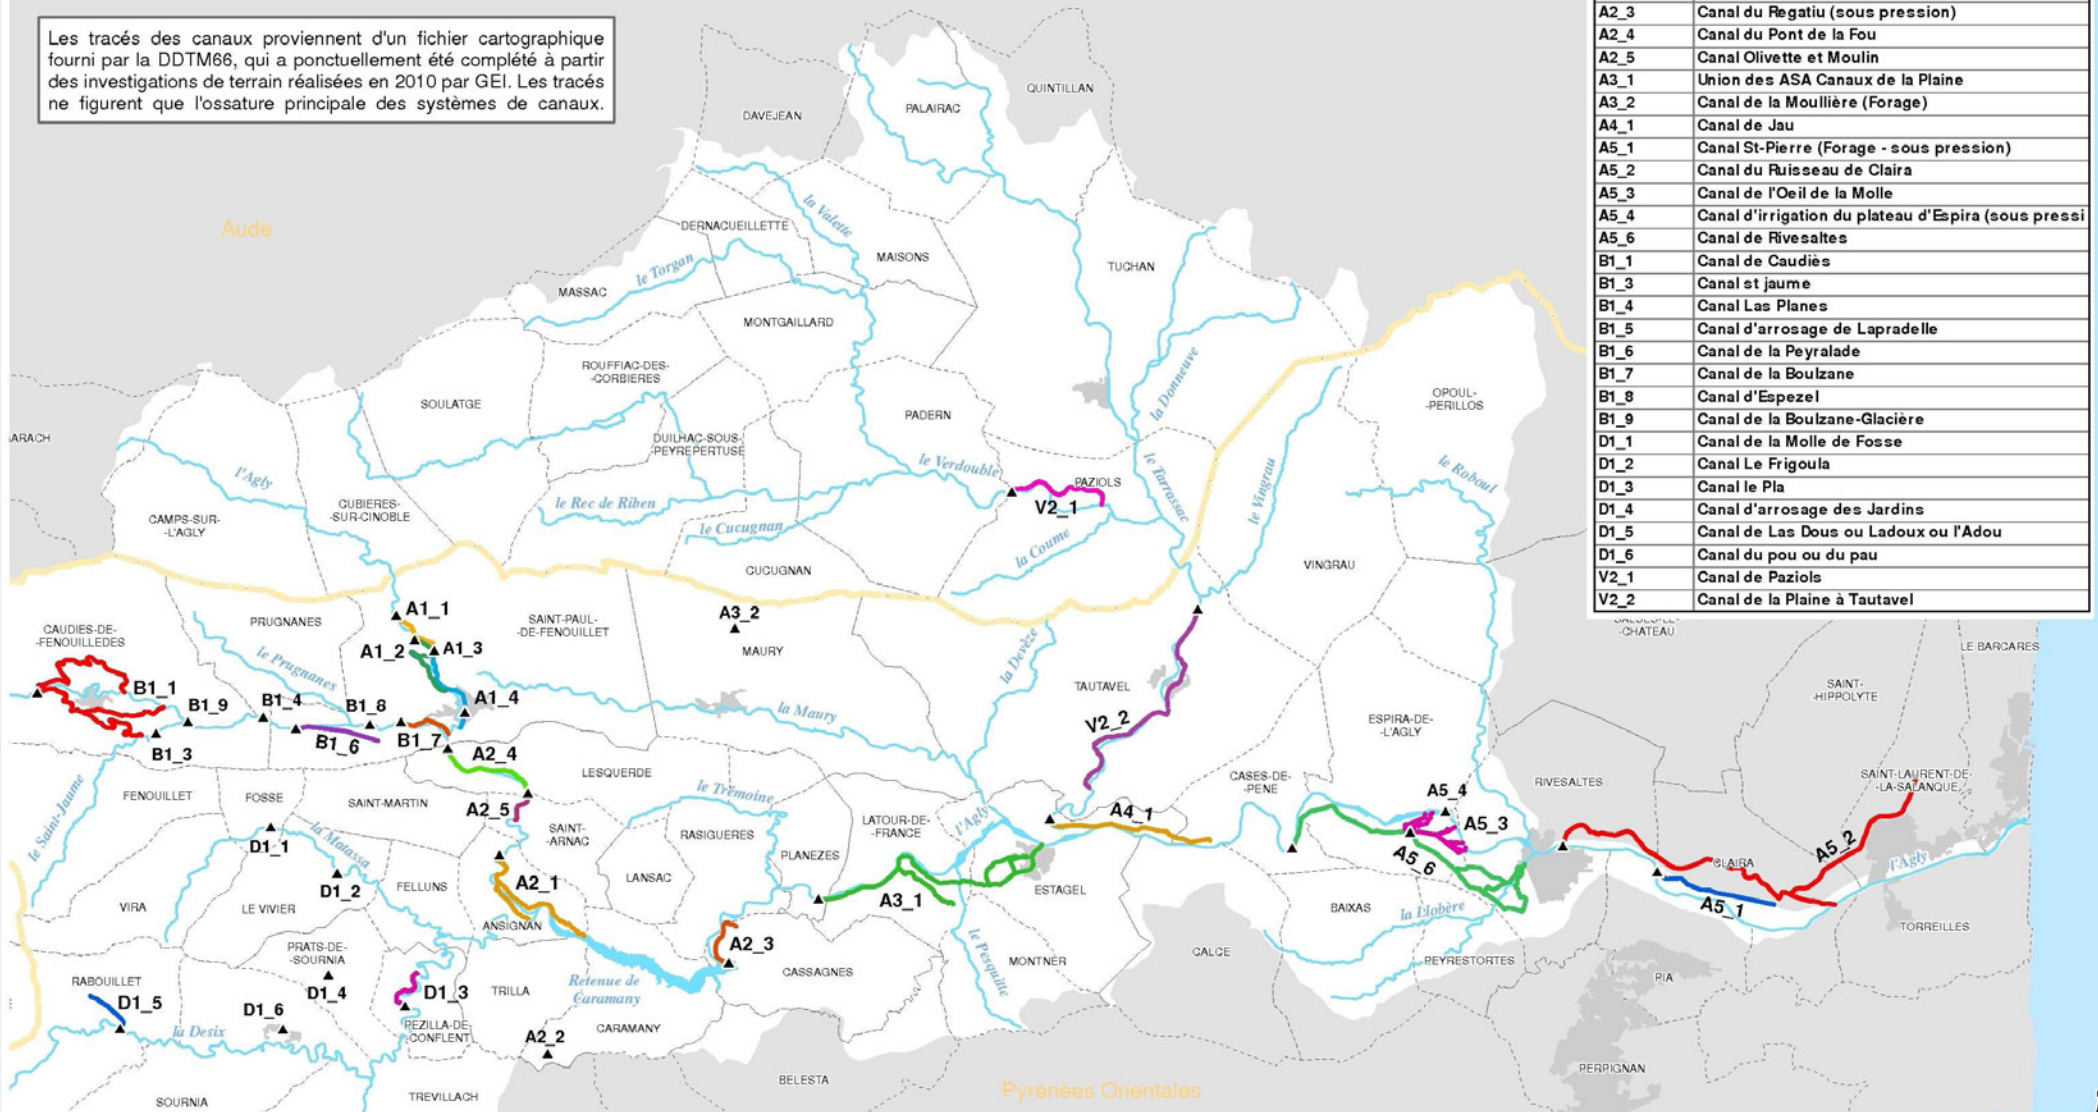 Les tracés des canaux proviennent d'un fichier cartographique
fourni par la DDTM66, qui a ponctuellement été complété à partir
des investigations de terrain réalisées en 2010 par GEI. Les tracés
ne figurent que l'ossature principale des systèmes de canaux.
A2_3 Canal du Regatiu (sous pression)
A2_4 Canal du Pont de la Fou
A2_5 Canal Olivette et Moulin
A3_1 Union des ASA Canaux de la Plaine
A3_2 Canal de la Moullière (Forage)
A4_1 Canal de Jau
A5_1 Canal St-Pierre (Forage - sous pression)
A5_2 Canal du Ruisseau de Claira
A5_3 Canal de l'Oeil de la Molle
A5_4 Canal d'irrigation du plateau d'Espira (sous pressi
A5_6 Canal de Rivesaltes
B1_1 Canal de Caudiès
B1_3 Canal st jaume
B1_4 Canal Las Planes
B1_5 Canal d'arrosage de Lapradelle
B1_6 Canal de la Peyralade
B1_7 Canal de la Boulzane
B1_8 Canal d'Espezel
B1_9 Canal de la Boulzane-Glacière
D1_1 Canal de la Molle de Fosse
D1_2 Canal Le Frigoula
D1_3 Canal le Pla
D1_4 Canal d'arrosage des Jardins
D1_5 Canal de Las Dous ou Ladoux ou l'Adou
D1_6 Canal du pou ou du pau
V2_1 Canal de Paziols
V2_2 Canal de la Plaine à Tautavel
QUINTILLAN
PALAIRAC
DAVEJEAN
la Valette
DERNACUEILLETTE
Aude
MAISONS
TUCHAN
le Torgan
MASSAC
MONTGAILLARD
ROUFFIAC-DES-
-CORBIERES
la Donneuve
OPOUL-
-PERILLOS
SOULATGE
PADERN
ARACH
DUILHAC-SOUS-
-PEYREPERTUSE
l'Agly
le Verdouble
le Tarrassac
le Vingrau
le Roboul
PAZIOLS
V2_1
CUBIERES-
-SUR-CINOBLE
le Rec de Riben
le Cucugnan
CAMPS-SUR-
-L'AGLY
la Coume
CUCUGNAN
VINGRAU
A1_1
A3_2
PRUGNANES
SAINT-PAUL-
-DE-FENOUILLET
CAUDIES-DE-
-FENOUILLEDES
-CHATEAU
LE BARCARES
A1_2
A1_3
MAURY
le Prugnanes
la Devèze
TAUTAVEL
SAINT-
-HIPPOLYTE
B1_1
B1_9
B1_4
B1_8
A1_4
la Maury
V2_2
ESPIRA-DE-
-L'AGLY
B1_3
B1_6
B1_7
A2_4
LESQUERDE
CASES-DE-
-PENE
RIVESALTES
SAINT-LAURENT-DE-
-LA-SALANQUE
le Saint-Jaume
FENOUILLET
FOSSE
SAINT-MARTIN
A2_5
le Trémoine
A5_4
A4_1
l'Agly
LATOUR-DE-
-FRANCE
A5_3
SAINT-
-ARNAC
RASIGUERES
D1_1
la Matassa
PLANEZES
A5_6
CLAIRA
A5_2
l'Agly
D1_2
FELLUNS
A2_1
LANSAC
A3_1
ESTAGEL
VIRA
LE VIVIER
BAIXAS
la Llobère
A5_1
ANSIGNAN
TORREILLES
PRATS-DE-
-SOURNIA
A2_3
CASSAGNES
le Pesquitte
MONTNER
CALCE
PEYRESTORTES
RABOUILLET
D1_4
D1_3
TRILLA
Retenue de
Caramany
PIA
D1_5
D1_6
la Desix
PEZILLA-DE-
-CONFLENT
A2_2
CARAMANY
PERPIGNAN
BELESTA
Pyrénées Orientales
SOURNIA
TREVILLACH